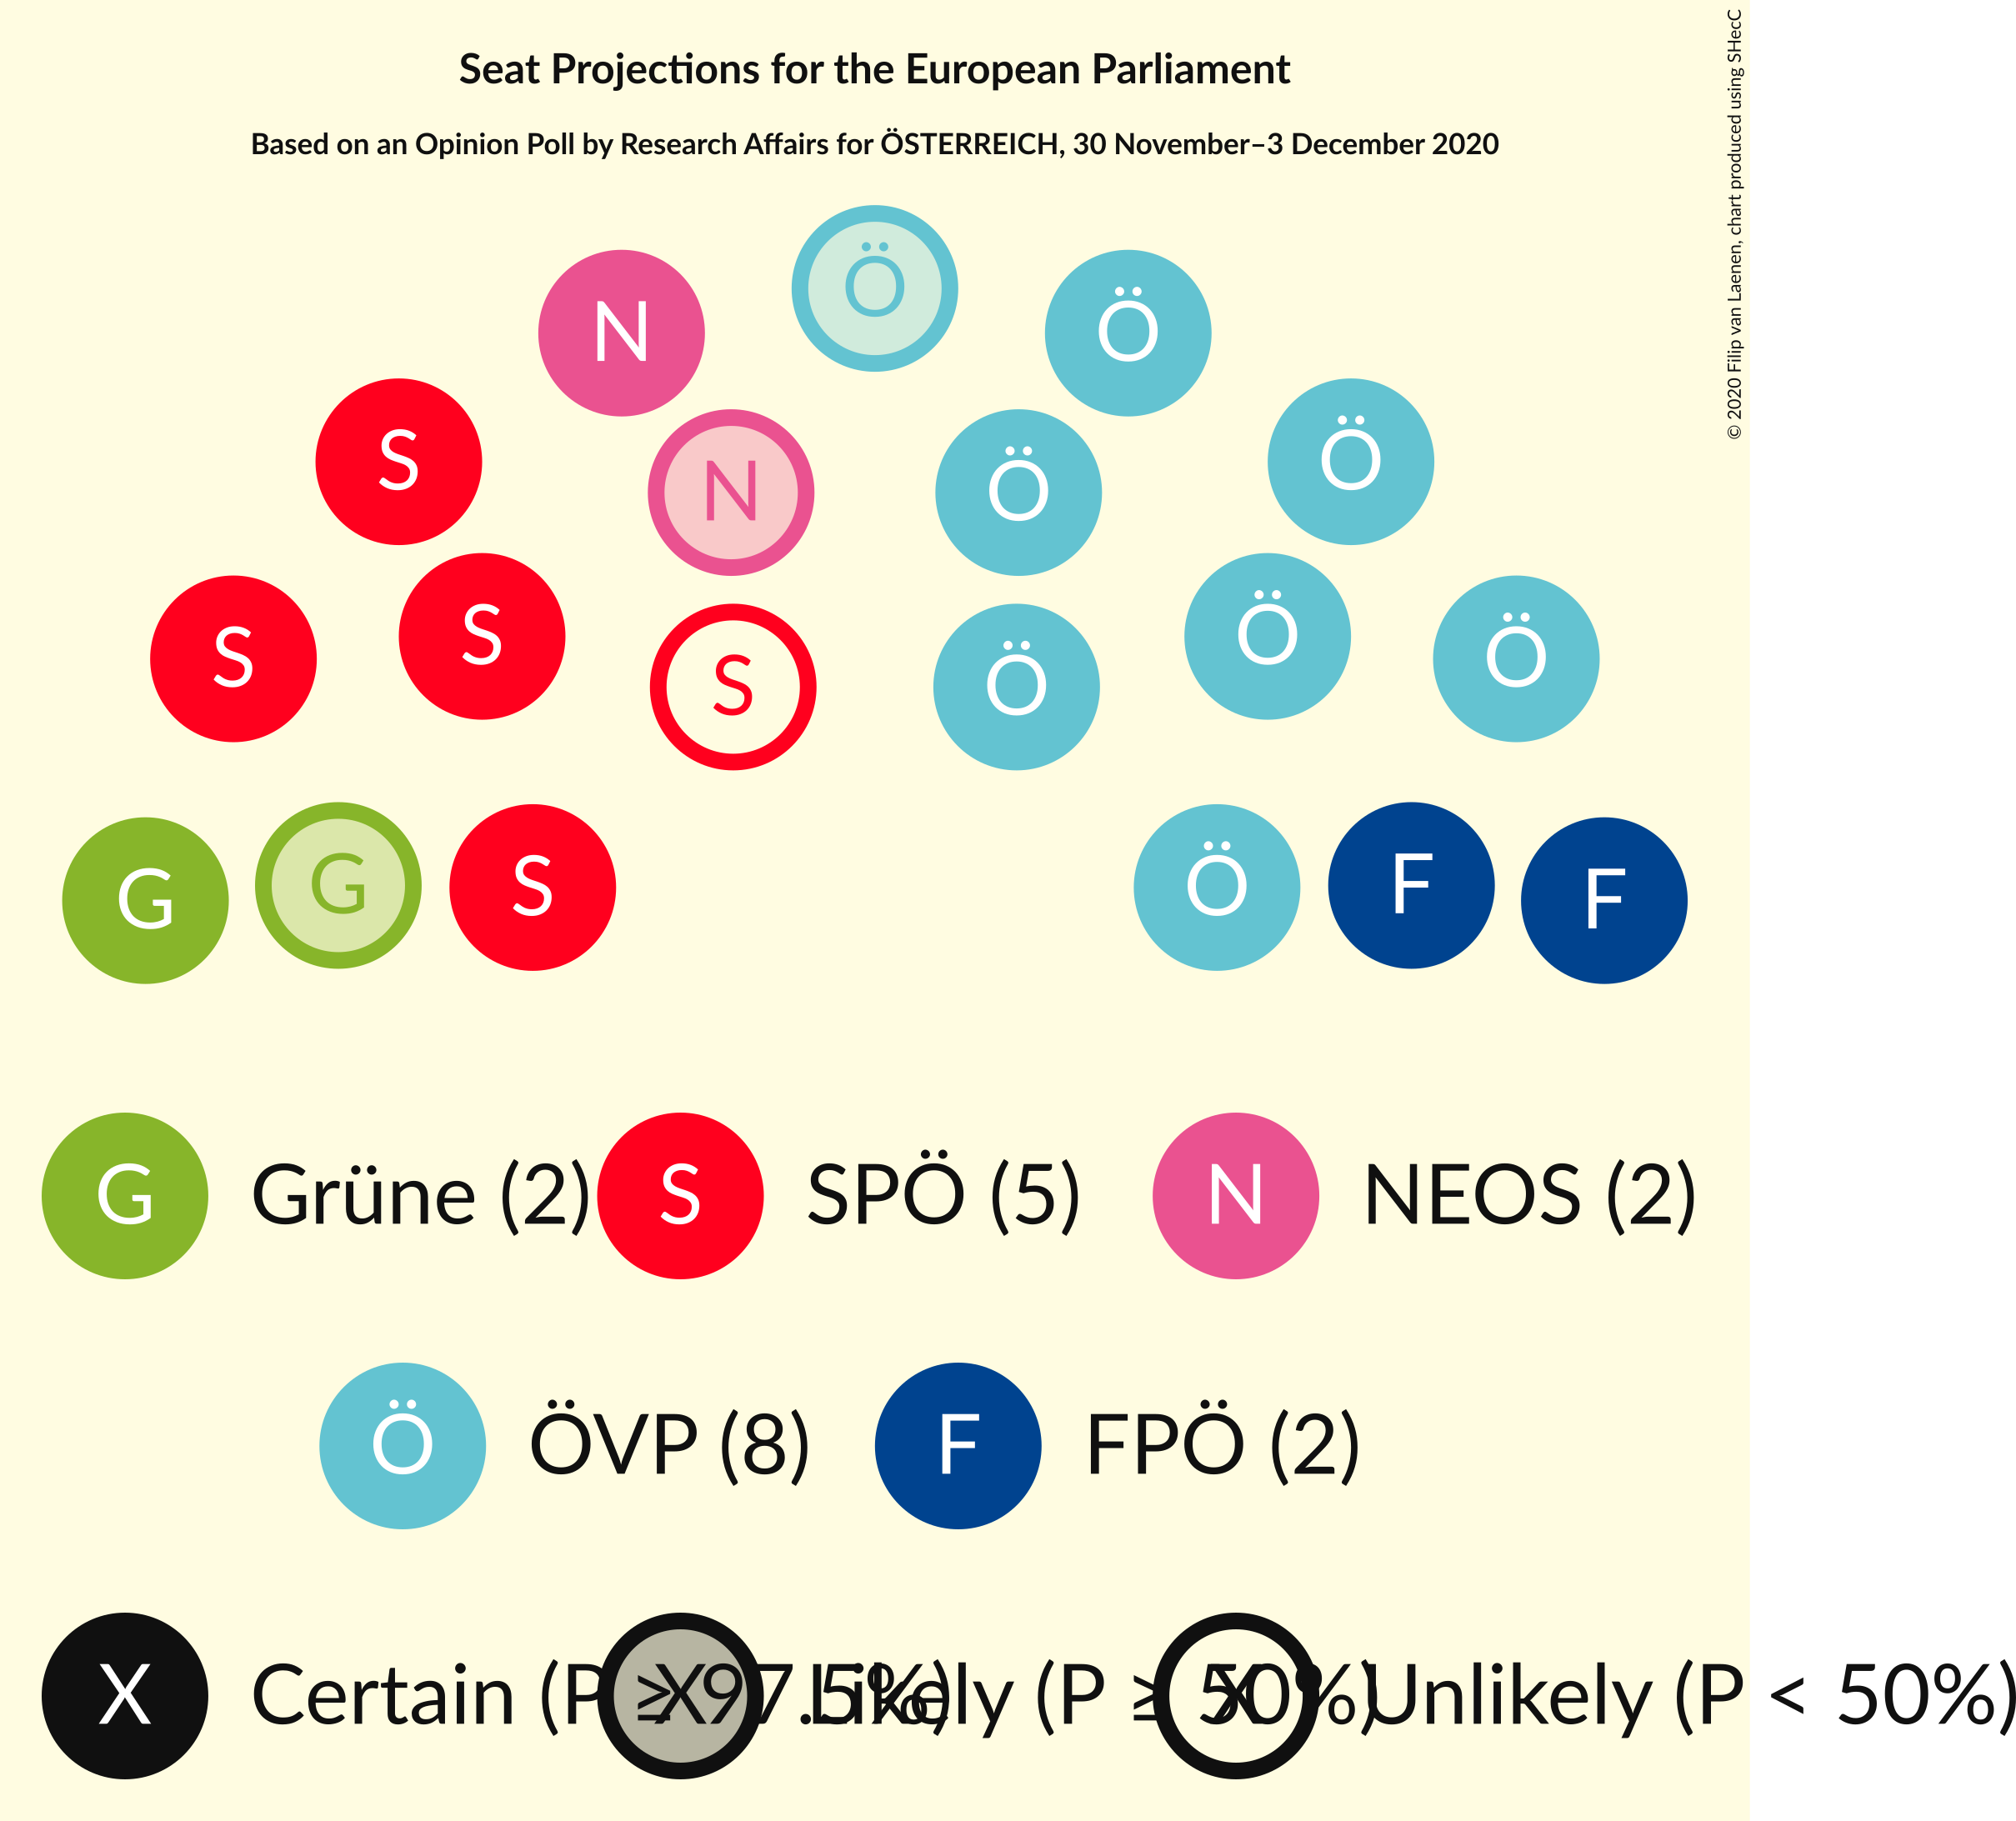 Seat Projections for the European Parliament
Based on an Opinion Poll by Research Affairs for ÖSTERREICH, 30 November–3 December 2020
© 2020 Filip van Laenen, chart produced using SHecC
Ö
N Ö
S Ö
N Ö
S Ö
S Ö
S Ö
G G S Ö F F
G Grüne (2) S SPÖ (5) N NEOS (2)
Ö ÖVP (8) F FPÖ (2)
X Certain (P ≥ 97.5%) X Likely (P ≥ 50%) X Unlikely (P < 50%)